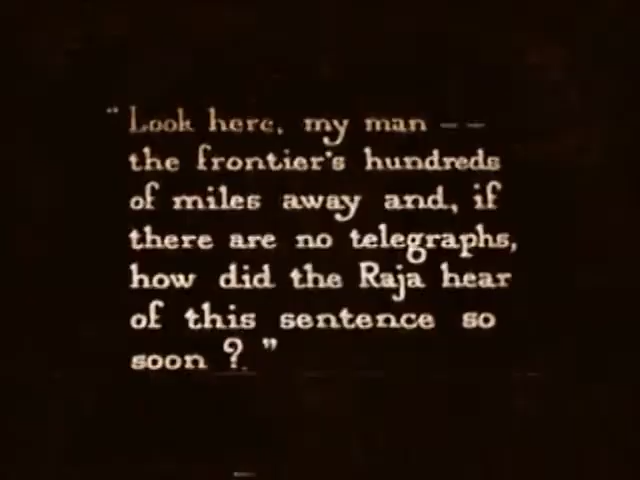 "Look here, my man --
the frontier's hundreds
of miles away and, if
there are no telegraphs,
how did the Raja hear
of this sentence so
soon ?."